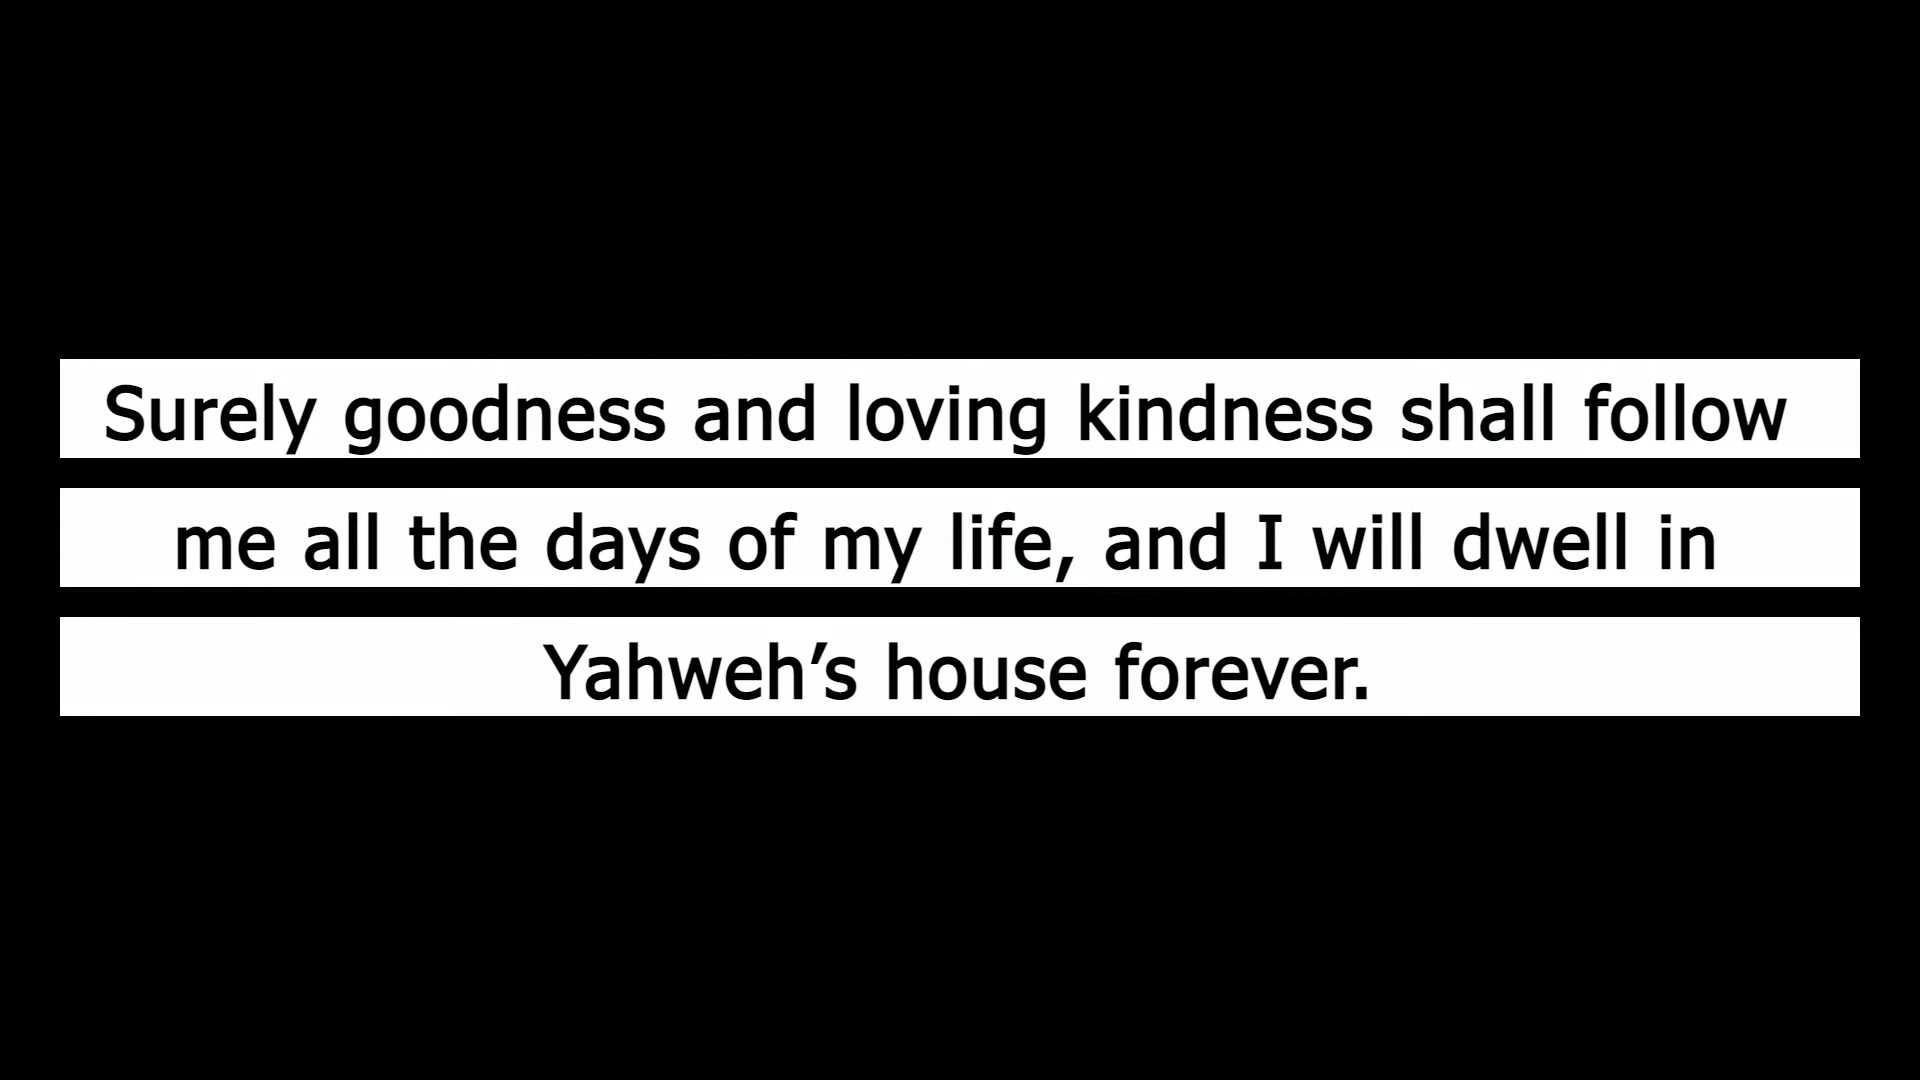 Surely goodness and loving kindness shall follow
me all the days of my life, and I will dwell in
Yahweh’s house forever.